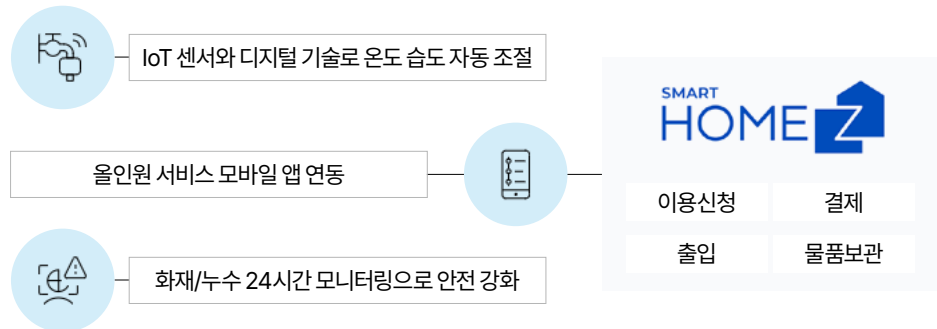 IoT 센서와 디지털 기술로 온도 습도 자동 조절
올인원 서비스 모바일 앱 연동
화재/누수 24시간 모니터링으로 안전 강화
SMART
HOME Z
이용신청 결제
출입 물품보관